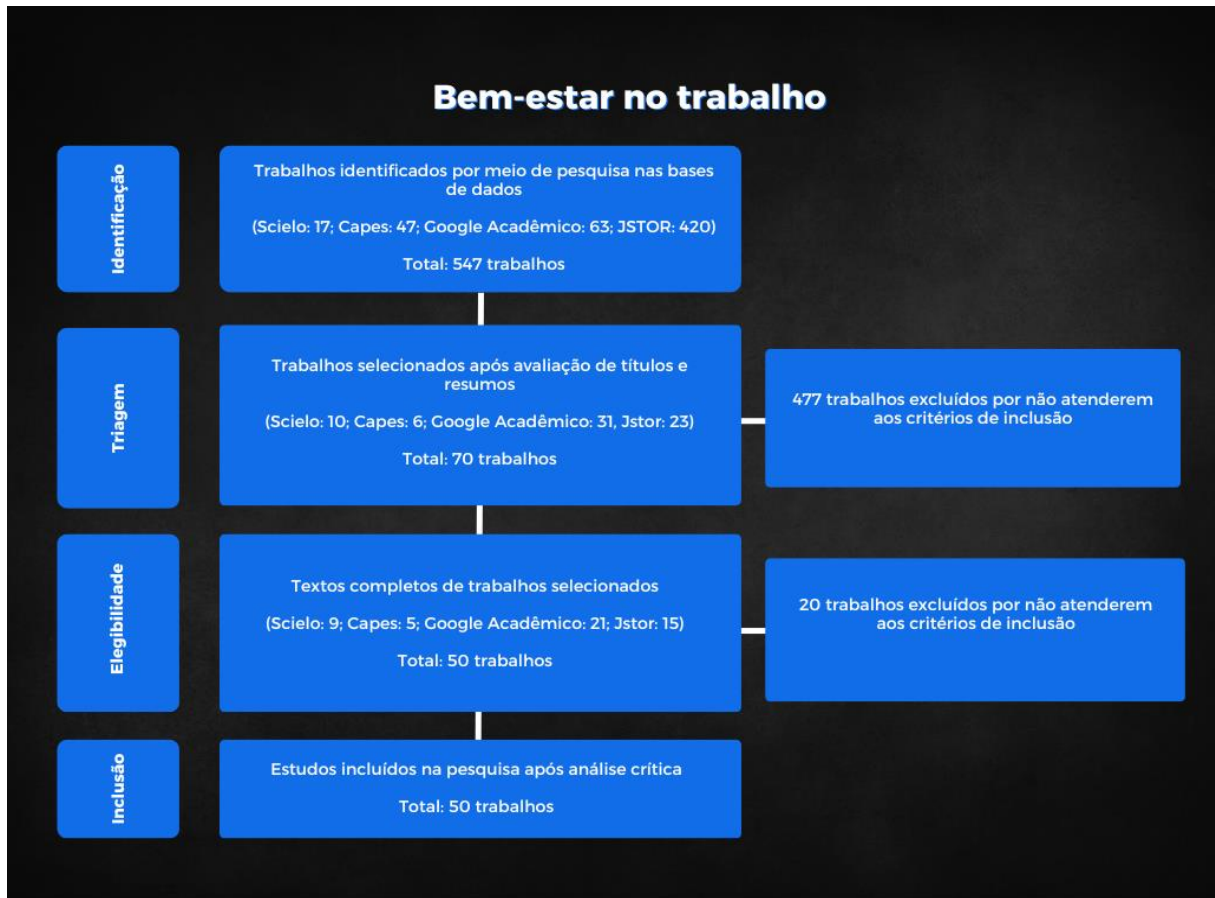 Bem-estar no trabalho
Identificação
Trabalhos identificados por meio de pesquisa nas bases
de dados
(Scielo: 17; Capes: 47; Google Acadêmico: 63; JSTOR: 420)
Total: 547 trabalhos
Triagem
Trabalhos selecionados após avaliação de títulos e
resumos
(Scielo: 10; Capes: 6; Google Acadêmico: 31, Jstor: 23)
Total: 70 trabalhos
477 trabalhos excluídos por não atenderem
aos critérios de inclusão
Elegibilidade
Textos completos de trabalhos selecionados
(Scielo: 9; Capes: 5; Google Acadêmico: 21; Jstor: 15)
Total: 50 trabalhos
20 trabalhos excluídos por não atenderem
aos critérios de inclusão
Inclusão
Estudos incluídos na pesquisa após análise crítica
Total: 50 trabalhos